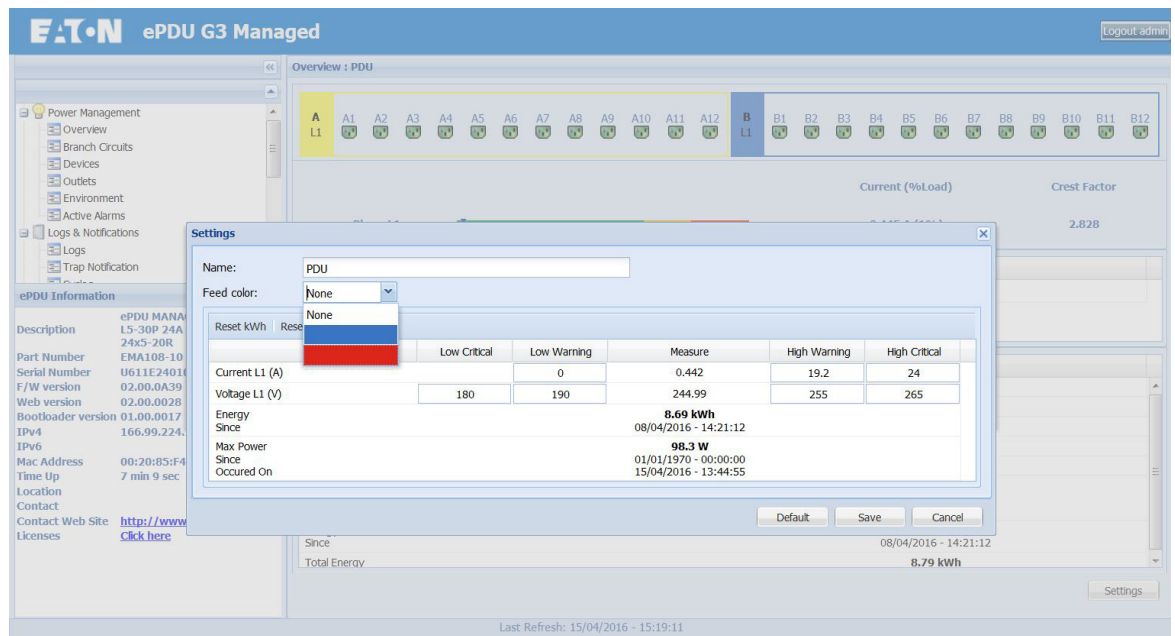 EATON ePDU G3 Managed
Logout admin
Overview : PDU
Power Management
Overview
Branch Circuits
Devices
Outlets
Environment
Active Alarms
Logs & Notifications
Logs
Trap Notification
A A1 A2 A3 A4 A5 A6 A7 A8 A9 A10 A11 A12 B B1 B2 B3 B4 B5 B6 B7 B8 B9 B10 B11 B12
L1 L1
Current (%Load) Crest Factor
2.828
ePDU Information
Description ePDU MANA
L5-30P 24A
24x5-20R
Part Number EMA108-10
Serial Number U611E2401
F/W version 02.00.0A39
Web version 02.00.0028
Bootloader version 01.00.0017
IPv4 166.99.224.
IPv6
Mac Address 00:20:85:F4
Time Up 7 min 9 sec
Location
Contact
Contact Web Site http://www
Licenses Click here
Settings
Name: PDU
Feed color: None
None
Reset kWh Rese
Low Critical Low Warning Measure High Warning High Critical
Current L1 (A) 0 0.442 19.2 24
Voltage L1 (V) 180 190 244.99 255 265
Energy 8.69 kWh
Since 08/04/2016 - 14:21:12
Max Power 98.3 W
Since 01/01/1970 - 00:00:00
Occured On 15/04/2016 - 13:44:55
Default Save Cancel
Since 08/04/2016 - 14:21:12
Total Energy 8.79 kWh
Settings
Last Refresh: 15/04/2016 - 15:19:11